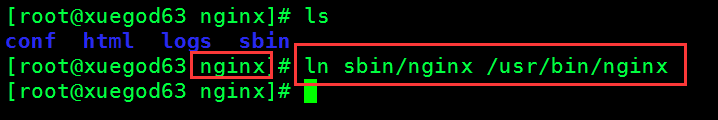 [root@xuegod63 nginx]# ls
conf  html  logs  sbin
[root@xuegod63 nginx]# ln sbin/nginx /usr/bin/nginx
[root@xuegod63 nginx]#